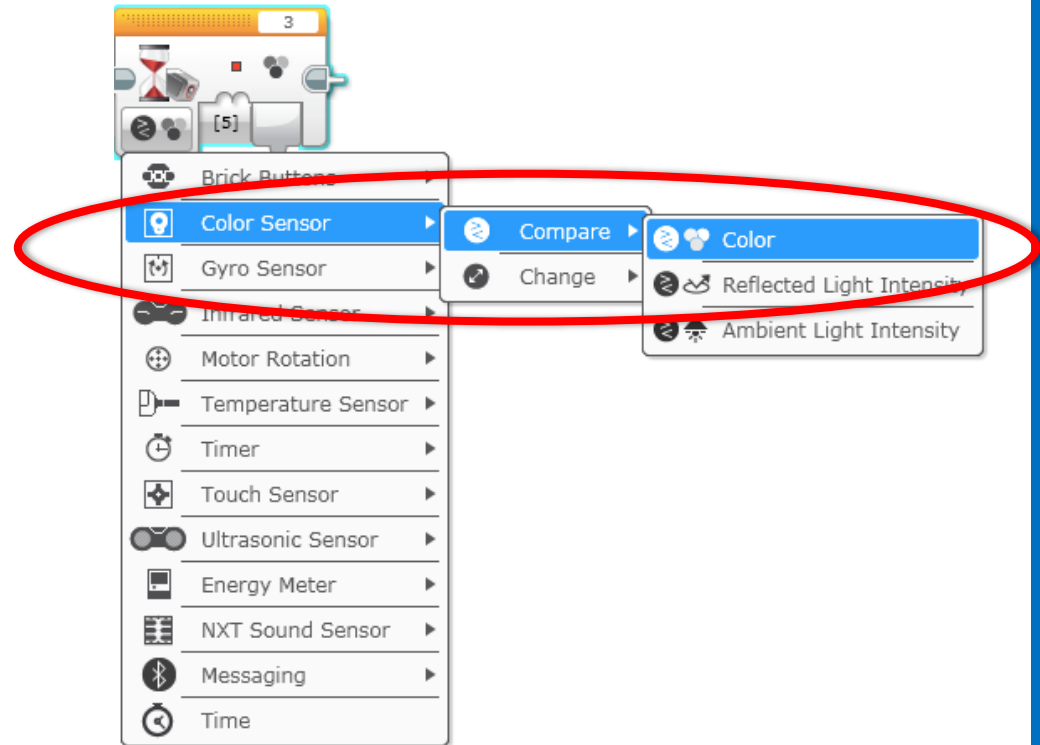 3
[5]
Brick Buttons
Color Sensor
Compare
Color
Gyro Sensor
Change
Reflected Light Intensity
Infrared Sensor
Ambient Light Intensity
Motor Rotation
Temperature Sensor
Timer
Touch Sensor
Ultrasonic Sensor
Energy Meter
NXT Sound Sensor
Messaging
Time